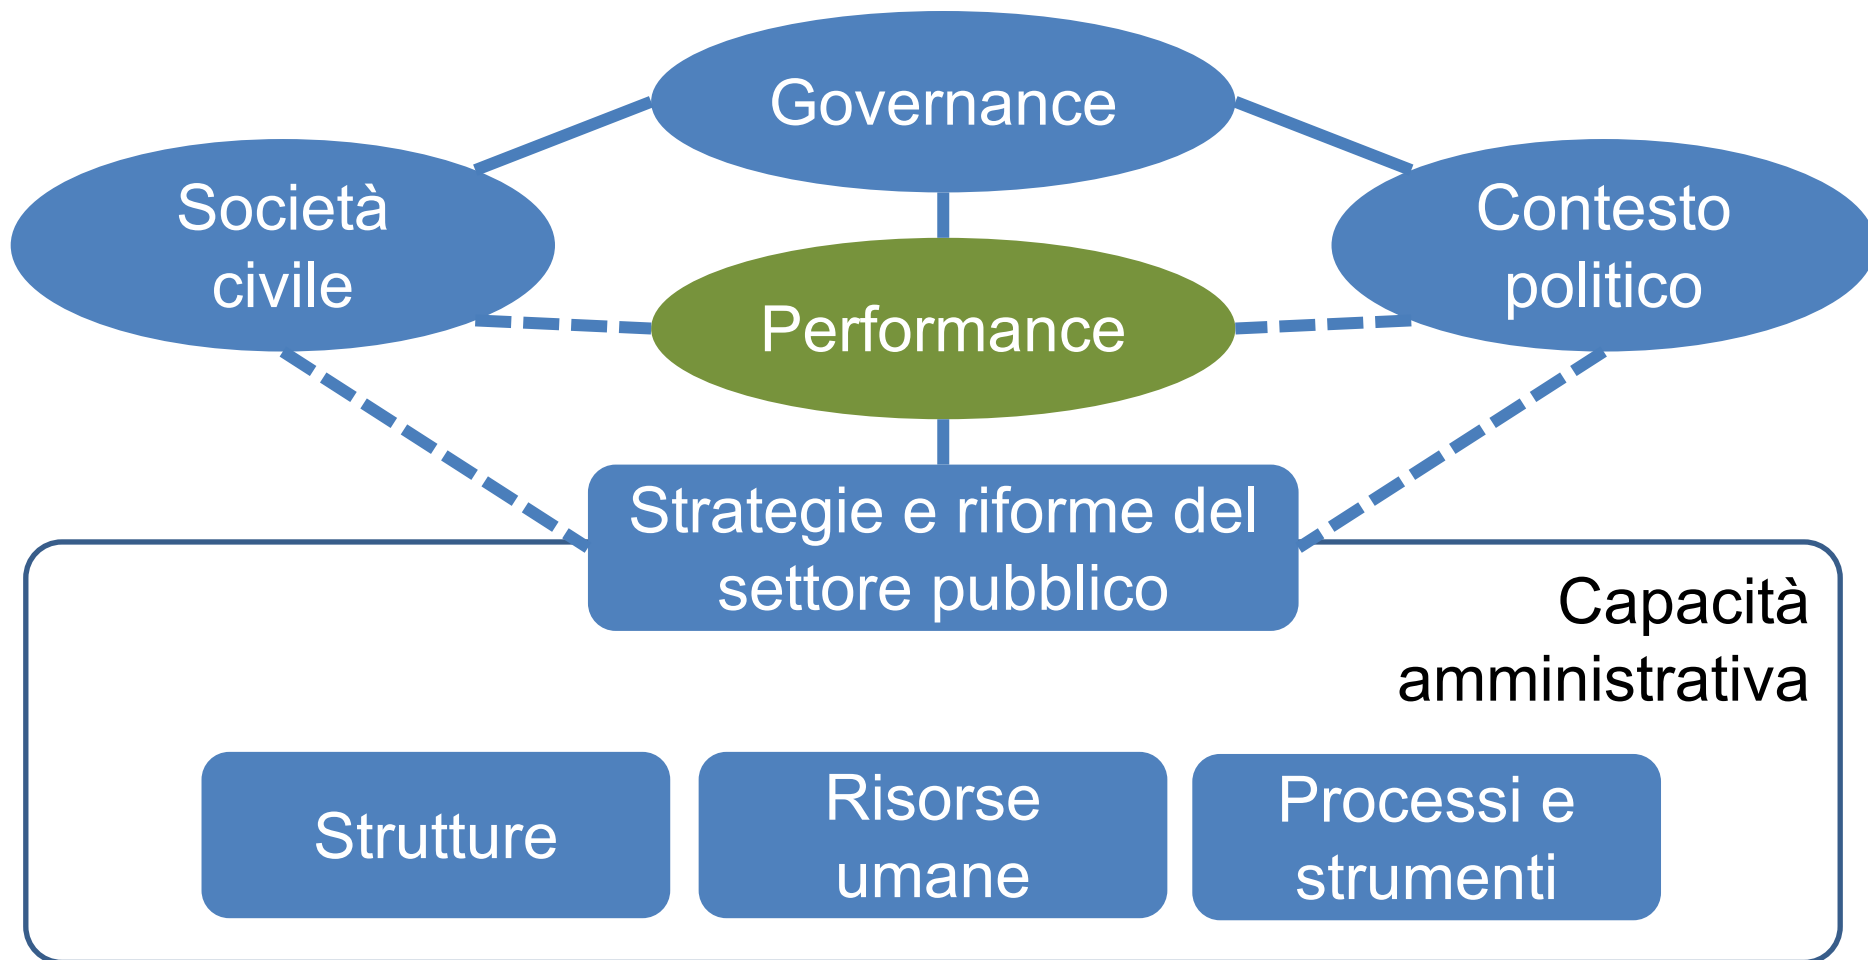 Governance
Società
civile
Contesto
politico
Performance
Strategie e riforme del
settore pubblico
Capacità
amministrativa
Strutture
Risorse
umane
Processi e
strumenti